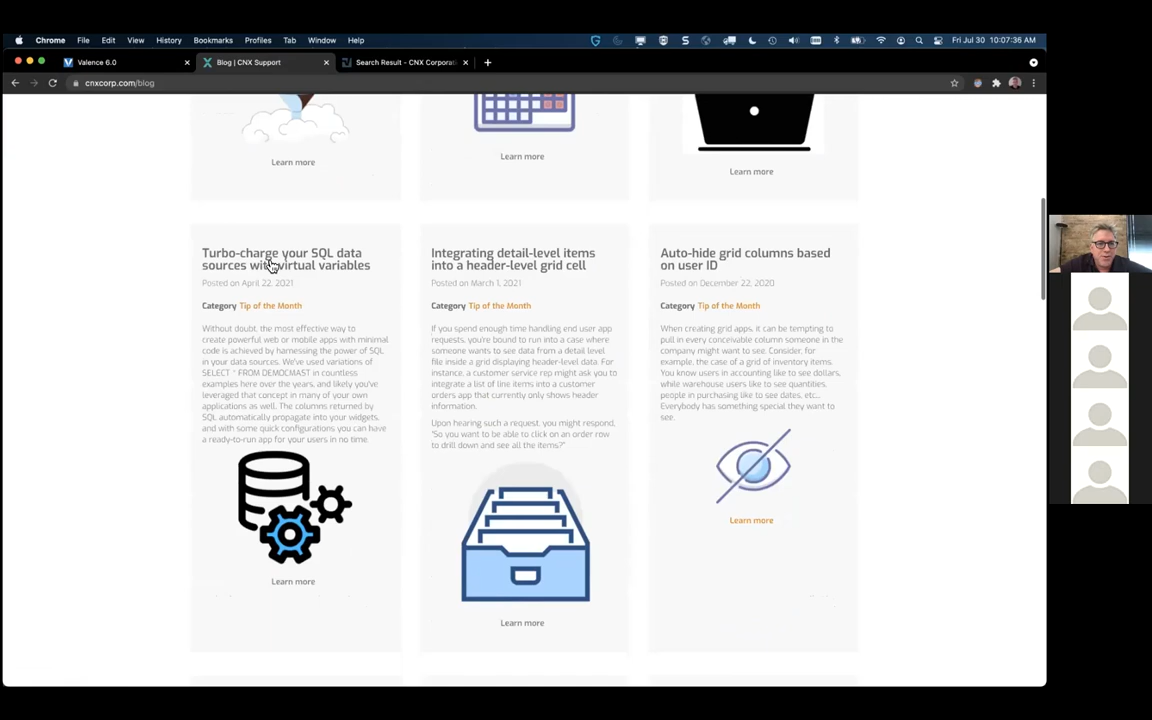 Chrome File Edit View History Bookmarks Profiles Tab Window Help Fri Jul 30 10:07:36 AM
Valence 6.0 Blog | CNX Support Search Result – CNX Corporati
cnxcorp.com/blog
Learn more
Learn more
Learn more
Turbo-charge your SQL data
sources with virtual variables
Posted on April 22, 2021
Category Tip of the Month
Without doubt, the most effective way to
create powerful web or mobile apps with minimal
code is achieved by harnessing the power of SQL
in your data sources. We've used variations of
SELECT * FROM DEMOCMAST in countless
examples here over the years, and likely you've
leveraged that concept in many of your own
applications as well. The columns returned by
SQL automatically propagate into your widgets,
and with some quick configurations you can have
a ready-to-run app for your users in no time.
Learn more
Integrating detail-level items
into a header-level grid cell
Posted on March 1, 2021
Category Tip of the Month
If you spend enough time handling end user app
requests, you're bound to run into a case where
someone wants to see data from a detail level
file inside a grid displaying header-level data. For
instance, a customer service rep might ask you to
integrate a list of line items into a customer
orders app that currently only shows header
information.
Upon hearing such a request, you might respond,
"So you want to be able to click on an order row
to drill down and see all the items?"
Learn more
Auto-hide grid columns based
on user ID
Posted on December 22, 2020
Category Tip of the Month
When creating grid apps, it can be tempting to
pull in every conceivable column someone in the
company might want to see. Consider, for
example, the case of a grid of inventory items.
You know users in accounting like to see dollars,
while warehouse users like to see quantities,
people in purchasing like to see dates, etc...
Everybody has something special they want to
see.
Learn more